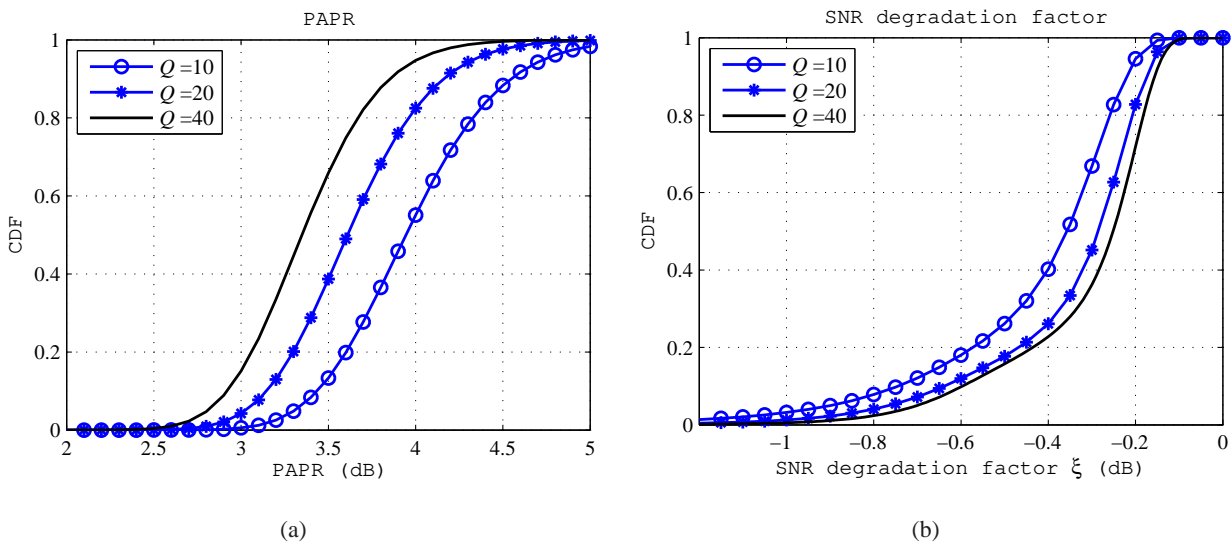 PAPR
1
0.8
0.6
0.4
0.2
0
CDF
Q =10
Q =20
Q =40
2
2.5
3
3.5
4
4.5
5
PAPR (dB)
(a)
SNR degradation factor
1
0.8
0.6
0.4
0.2
0
CDF
Q =10
Q =20
Q =40
−1
−0.8
−0.6
−0.4
−0.2
0
SNR degradation factor ξ (dB)
(b)